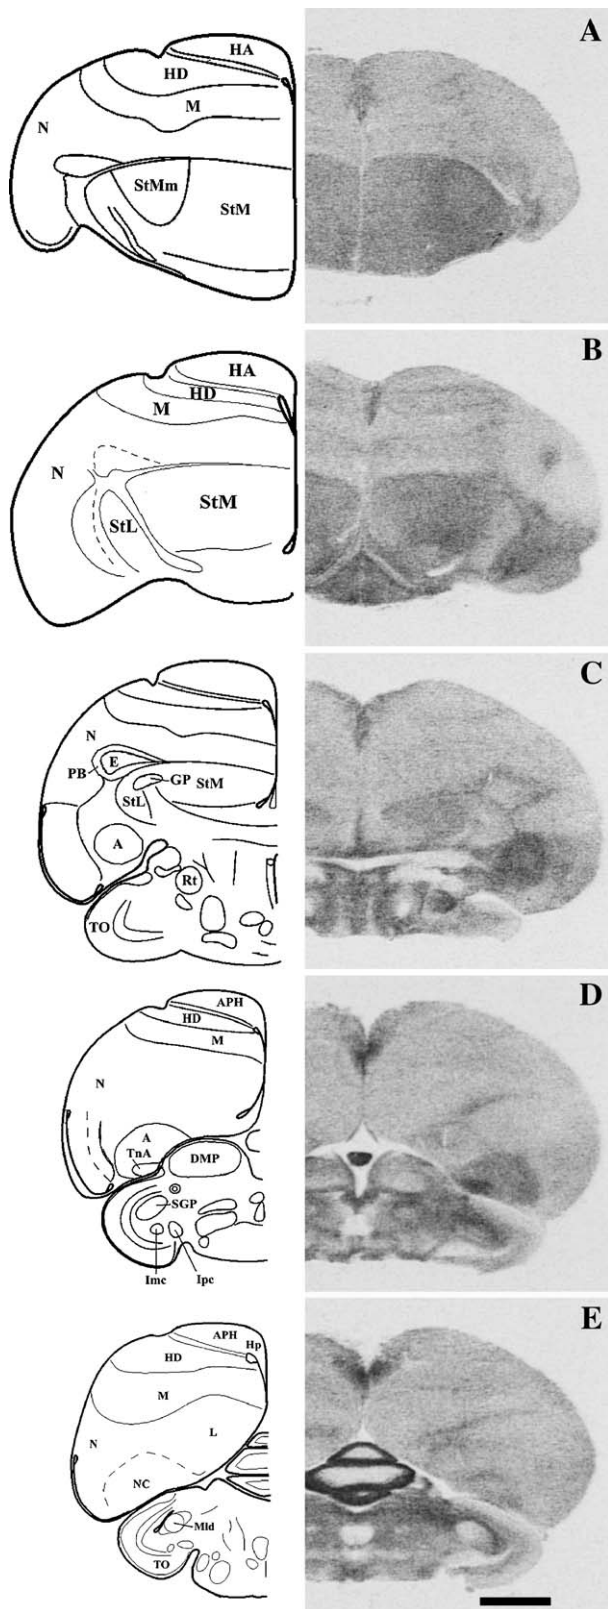 A
HA
HD
M
N
StMm
StM
B
HA
HD
M
N
StM
StL
C
N
E
PB
GP
StM
StL
A
Rt
TO
D
APH
HD
M
N
A
TnA
DMP
SGP
Imc
Ipc
E
APH
Hp
HD
M
N
L
NC
Mld
TO